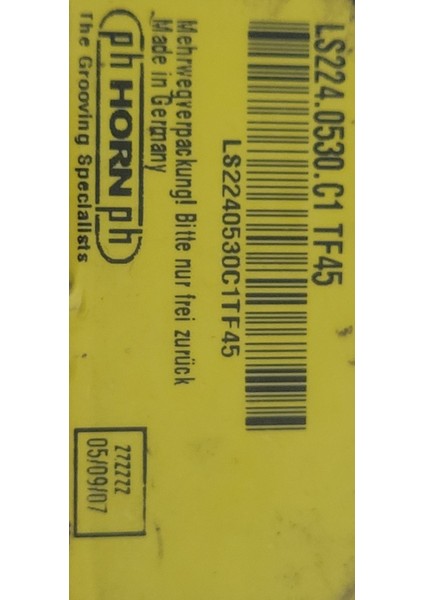 LS224.0530.C1 TF45
LS2240530C1TF45
Mehrwegverpackung! Bitte nur frei zurück
Made in Germany
ph HORN ph
The Grooving Specialists
zzzzzz
05/09/07